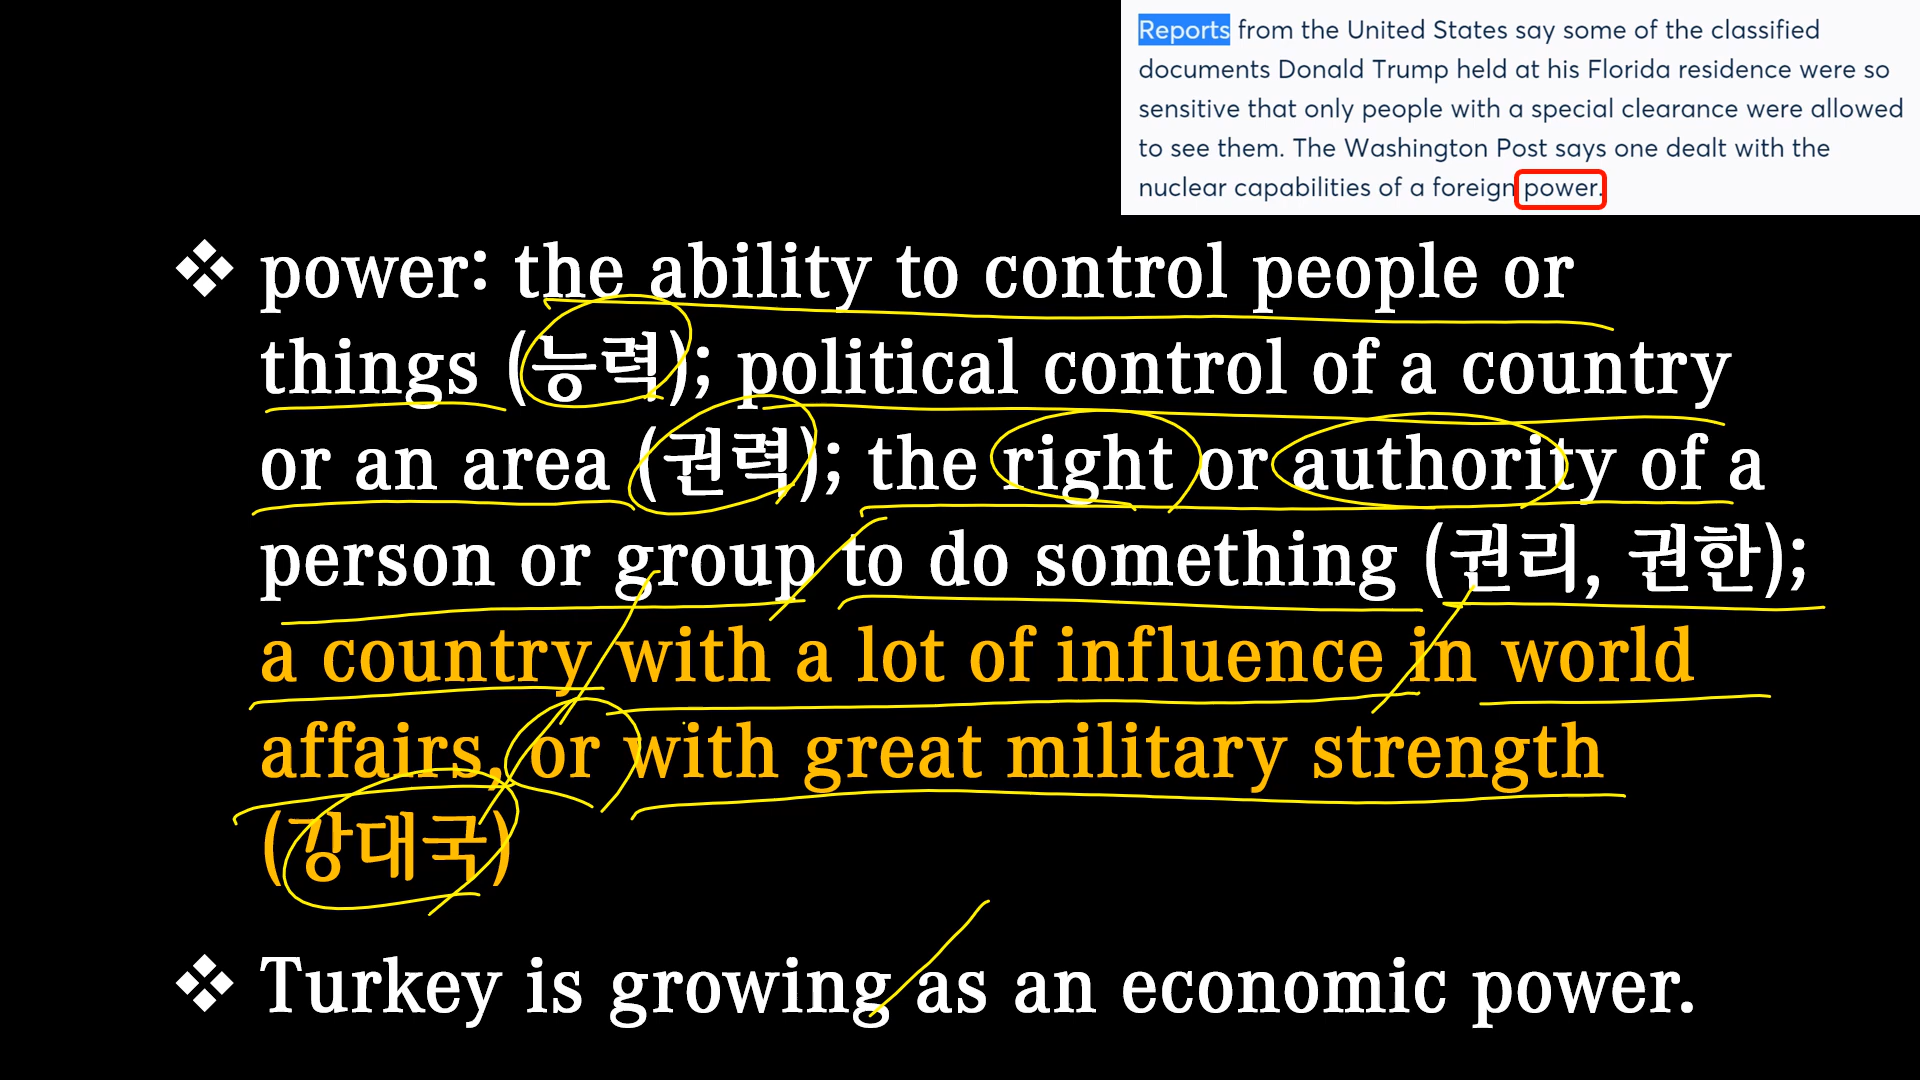 Reports from the United States say some of the classified
documents Donald Trump held at his Florida residence were so
sensitive that only people with a special clearance were allowed
to see them. The Washington Post says one dealt with the
nuclear capabilities of a foreign power.
❖ power: the ability to control people or
things (능력); political control of a country
or an area (권력); the right or authority of a
person or group to do something (권리, 권한);
a country with a lot of influence in world
affairs, or with great military strength
(강대국)
❖ Turkey is growing as an economic power.